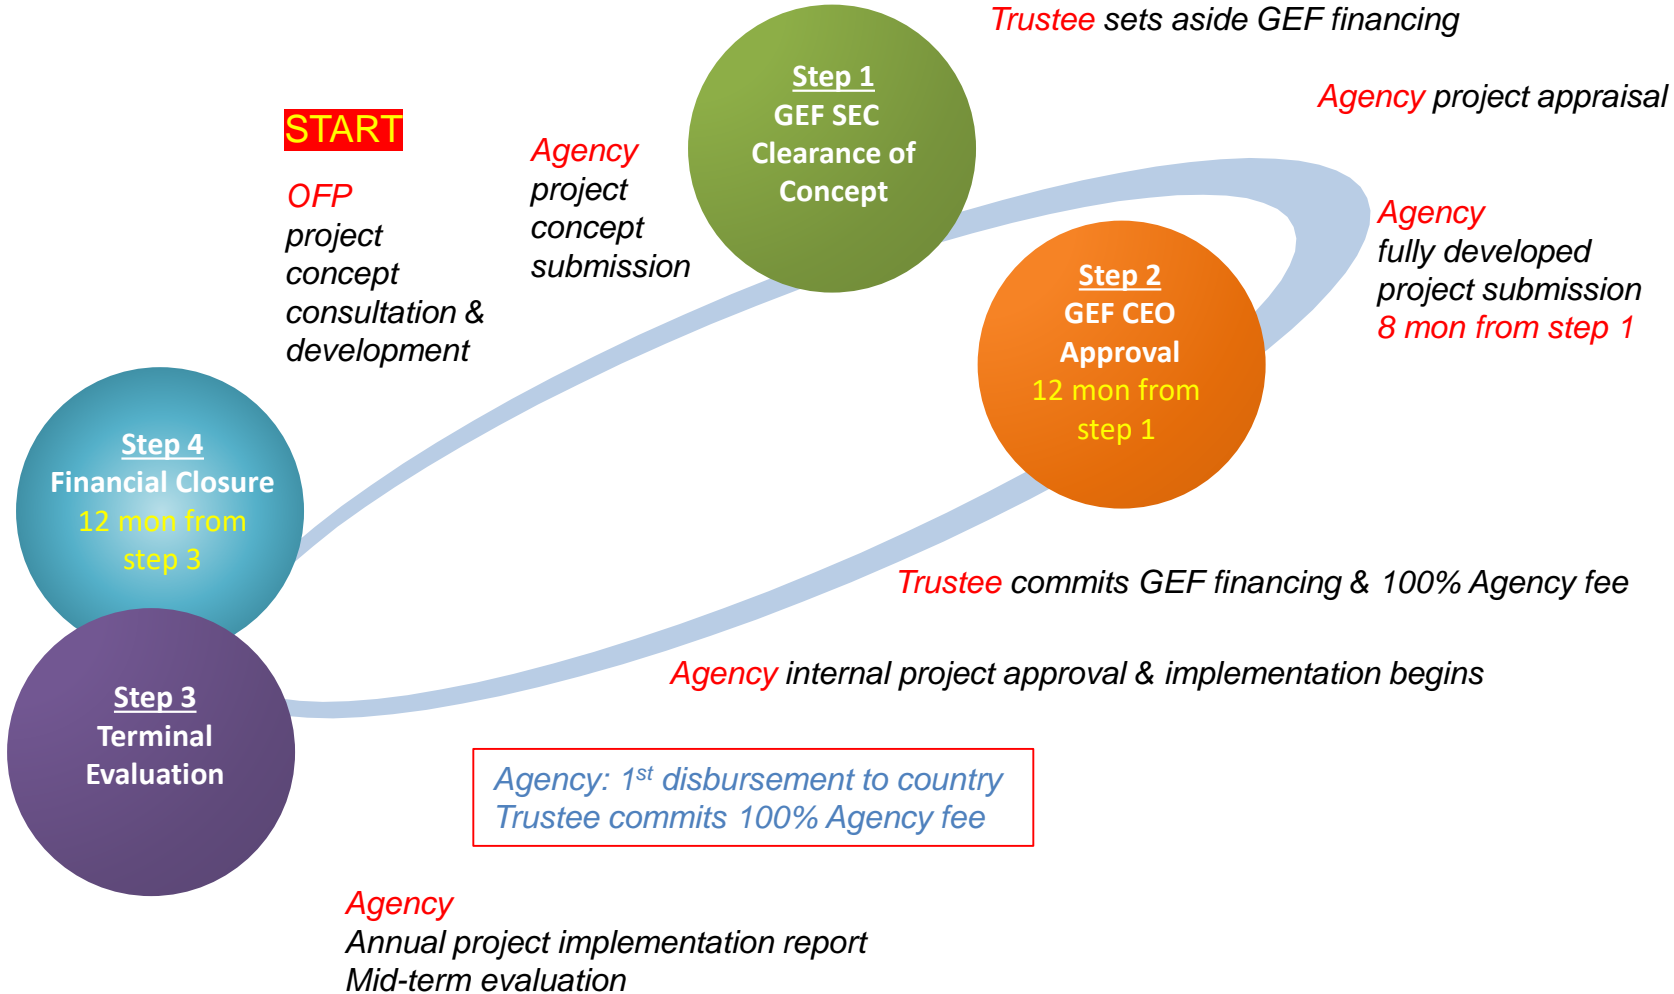 START
OFP
project
concept
consultation &
development
Agency
project
concept
submission
Step 1
GEF SEC
Clearance of
Concept
Trustee sets aside GEF financing
Agency project appraisal
Agency
fully developed
project submission
8 mon from step 1
Step 2
GEF CEO
Approval
12 mon from
step 1
Trustee commits GEF financing & 100% Agency fee
Agency internal project approval & implementation begins
Agency: 1st disbursement to country
Trustee commits 100% Agency fee
Agency
Annual project implementation report
Mid-term evaluation
Step 3
Terminal
Evaluation
Step 4
Financial Closure
12 mon from
step 3